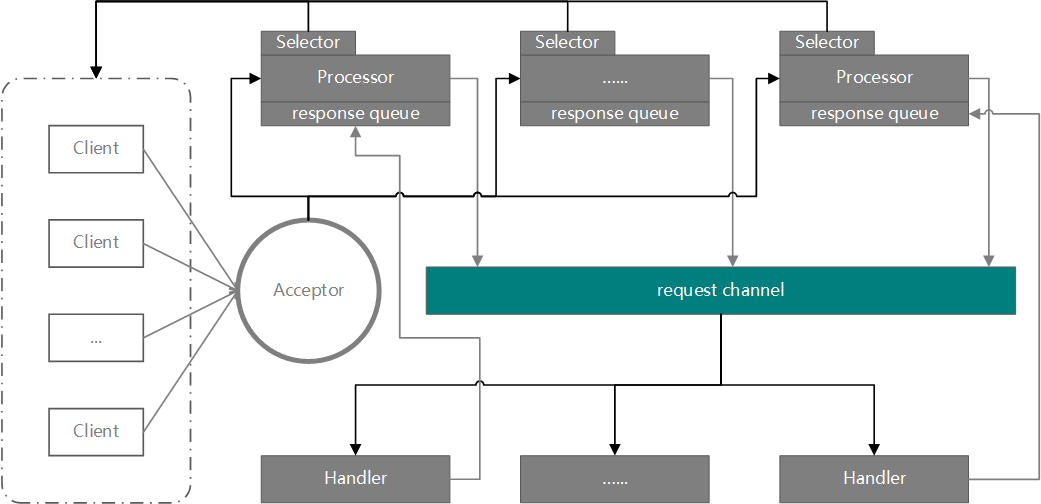 Selector
Selector
Selector
Processor
......
Processor
response queue
response queue
response queue
Client
Client
...
Client
Acceptor
request channel
Handler
......
Handler